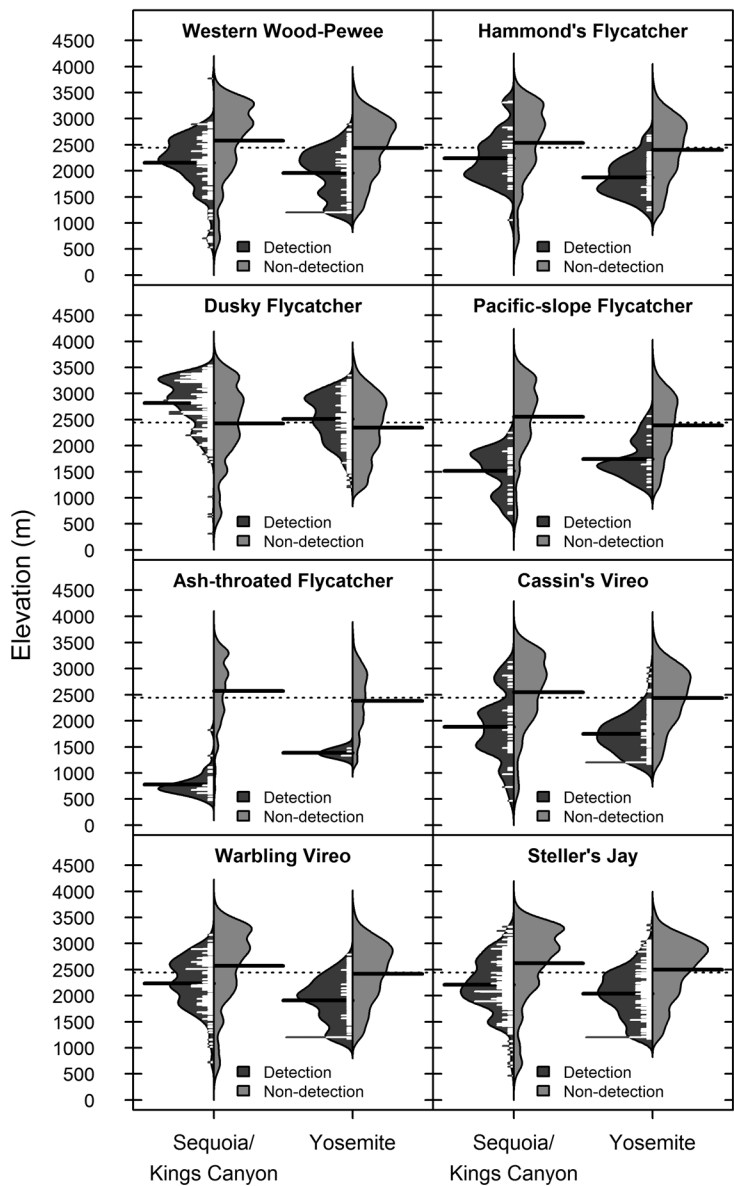 Western Wood-Pewee
Hammond's Flycatcher
4500
4000
3500
3000
2500
2000
1500
1000
500
0
Detection
Non-detection
Detection
Non-detection
Dusky Flycatcher
Pacific-slope Flycatcher
4500
4000
3500
3000
2500
2000
1500
1000
500
0
Detection
Non-detection
Detection
Non-detection
Elevation (m)
Ash-throated Flycatcher
Cassin's Vireo
4500
4000
3500
3000
2500
2000
1500
1000
500
0
Detection
Non-detection
Detection
Non-detection
Warbling Vireo
Steller's Jay
4500
4000
3500
3000
2500
2000
1500
1000
500
0
Detection
Non-detection
Detection
Non-detection
Sequoia/
Kings Canyon
Yosemite
Sequoia/
Kings Canyon
Yosemite